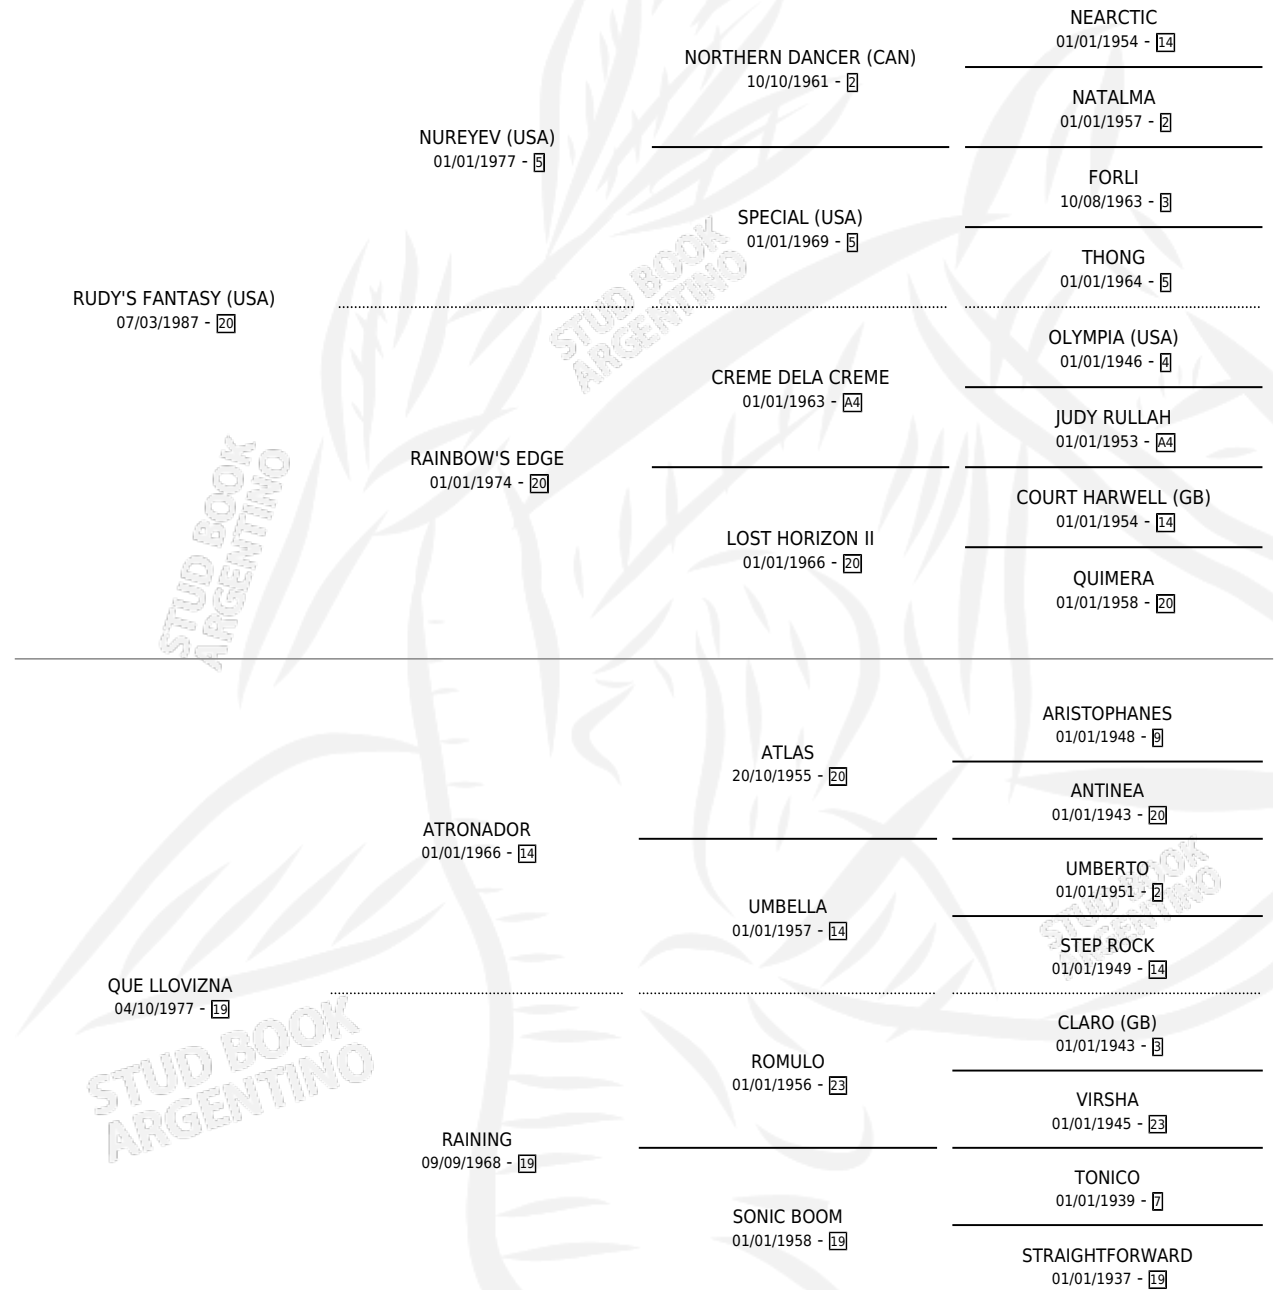 NEARCTIC
01/01/1954 - 14
NORTHERN DANCER (CAN)
10/10/1961 - 2
NATALMA
01/01/1957 - 2
NUREYEV (USA)
01/01/1977 - 5
FORLI
10/08/1963 - 3
SPECIAL (USA)
01/01/1969 - 5
THONG
01/01/1964 - 5
RUDY'S FANTASY (USA)
07/03/1987 - 20
OLYMPIA (USA)
01/01/1946 - 4
CREME DELA CREME
01/01/1963 - A4
JUDY RULLAH
01/01/1953 - A4
RAINBOW'S EDGE
01/01/1974 - 20
COURT HARWELL (GB)
01/01/1954 - 14
LOST HORIZON II
01/01/1966 - 20
QUIMERA
01/01/1958 - 20
STUD BOOK
ARGENTINO
STUD BOOK
ARGENTINO
ARISTOPHANES
01/01/1948 - 9
ATLAS
20/10/1955 - 20
ANTINEA
01/01/1943 - 20
ATRONADOR
01/01/1966 - 14
UMBERTO
01/01/1951 - 2
UMBELLA
01/01/1957 - 14
STEP ROCK
01/01/1949 - 14
STUD BOOK
ARGENTINO
QUE LLOVIZNA
04/10/1977 - 19
CLARO (GB)
01/01/1943 - 3
ROMULO
01/01/1956 - 23
VIRSHA
01/01/1945 - 23
STUD BOOK
ARGENTINO
RAINING
09/09/1968 - 19
TONICO
01/01/1939 - 7
SONIC BOOM
01/01/1958 - 19
STRAIGHTFORWARD
01/01/1937 - 19